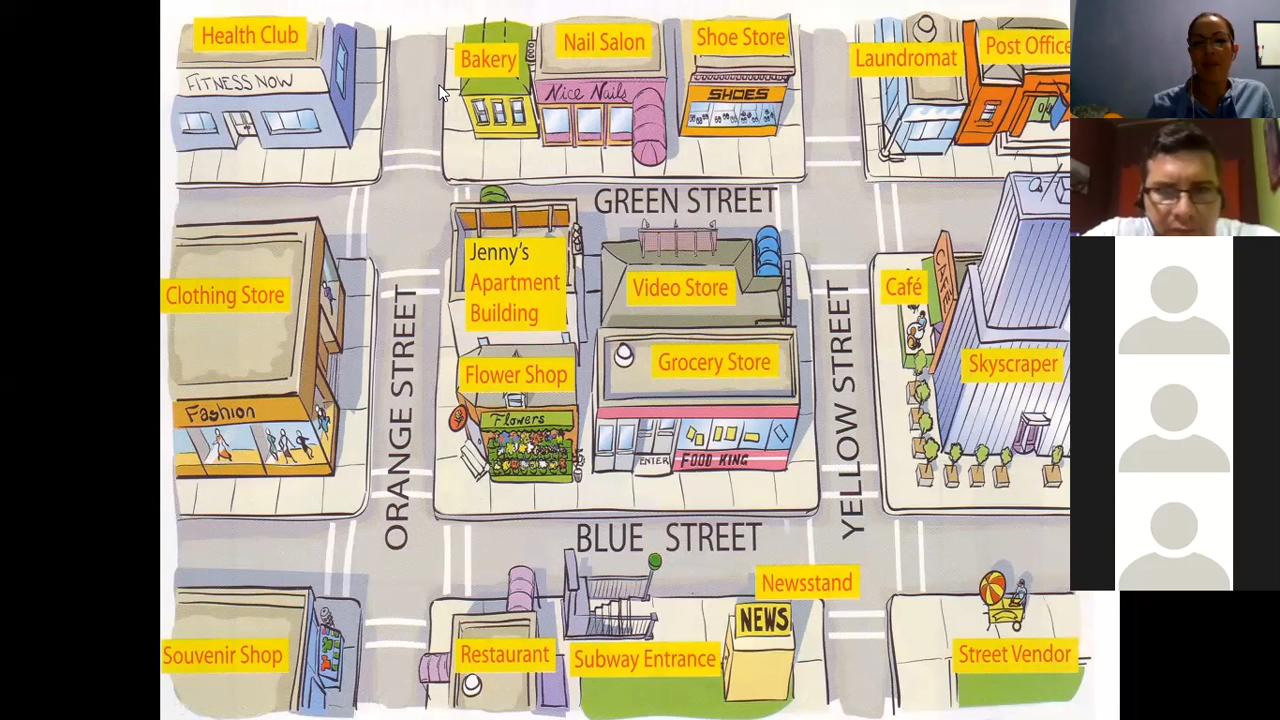 Health Club
FITNESS NOW
Bakery
Nail Salon
Nice Nails
Shoe Store
SHOES
Laundromat
Post Office
GREEN STREET
Clothing Store
Fashion
ORANGE STREET
Jenny's
Apartment
Building
Video Store
Flower Shop
Flowers
Grocery Store
ENTER
FOOD KING
YELLOW STREET
Café
CAFÉ
Skyscraper
BLUE STREET
Souvenir Shop
Restaurant
Subway Entrance
Newsstand
NEWS
Street Vendor